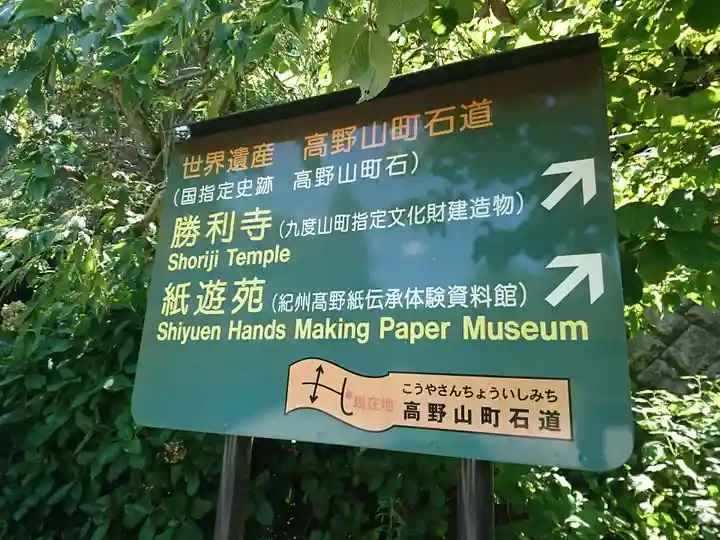 世界遺産　高野山町石道
（国指定史跡　高野山町石）
勝利寺（九度山町指定文化財建造物）
Shoriji Temple
紙遊苑（紀州髙野紙伝承体験資料館）
Shiyuen Hands Making Paper Museum
現在地
こうやさんちょういしみち
高野山町石道